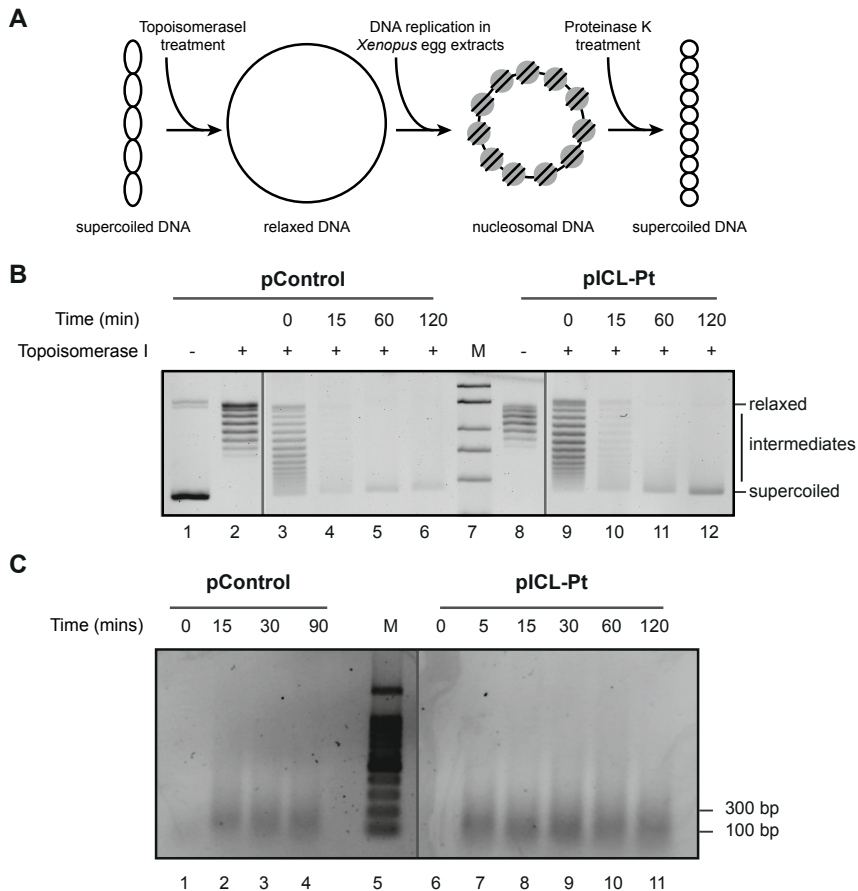 A
TopoisomeraseI
treatment
DNA replication in
Xenopus egg extracts
Proteinase K
treatment
supercoiled DNA
relaxed DNA
nucleosomal DNA
supercoiled DNA
B
pControl
pICL-Pt
Time (min) 0 15 60 120 0 15 60 120
Topoisomerase I - + + + + + M - + + + +
relaxed
intermediates
supercoiled
1 2 3 4 5 6 7 8 9 10 11 12
C
pControl
pICL-Pt
Time (mins) 0 15 30 90 M 0 5 15 30 60 120
300 bp
100 bp
1 2 3 4 5 6 7 8 9 10 11